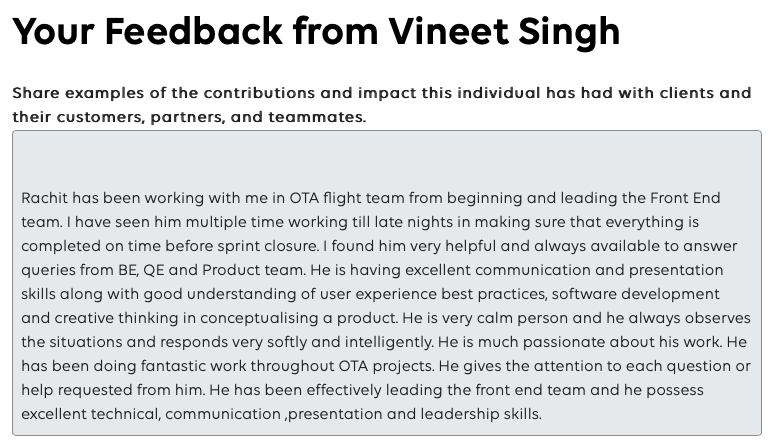 Your Feedback from Vineet Singh
Share examples of the contributions and impact this individual has had with clients and
their customers, partners, and teammates.
Rachit has been working with me in OTA flight team from beginning and leading the Front End
team. I have seen him multiple time working till late nights in making sure that everything is
completed on time before sprint closure. I found him very helpful and always available to answer
queries from BE, QE and Product team. He is having excellent communication and presentation
skills along with good understanding of user experience best practices, software development
and creative thinking in conceptualising a product. He is very calm person and he always observes
the situations and responds very softly and intelligently. He is much passionate about his work. He
has been doing fantastic work throughout OTA projects. He gives the attention to each question or
help requested from him. He has been effectively leading the front end team and he possess
excellent technical, communication ,presentation and leadership skills.